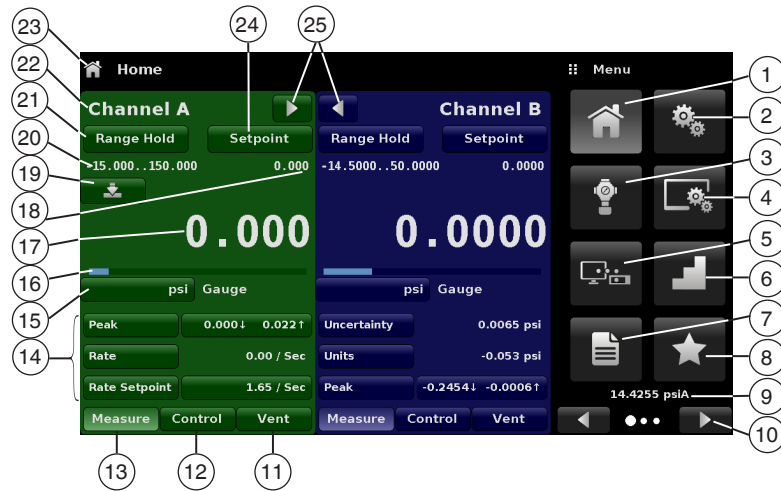 23
24
25
Home
Menu
22
Channel A
Channel B
1
21
Range Hold
Setpoint
Range Hold
Setpoint
2
20
-15.000..150.000
0.000
-14.5000..50.0000
0.0000
3
19
18
4
17
0.000
0.0000
16
5
15
psi
Gauge
psi
Gauge
6
14
Peak
0.000↓ 0.022↑
Uncertainty
0.0065 psi
7
Rate
0.00 / Sec
Units
-0.053 psi
8
Rate Setpoint
1.65 / Sec
Peak
-0.2454↓ -0.0006↑
14.4255 psiA
9
Measure
Control
Vent
Measure
Control
Vent
10
13
12
11